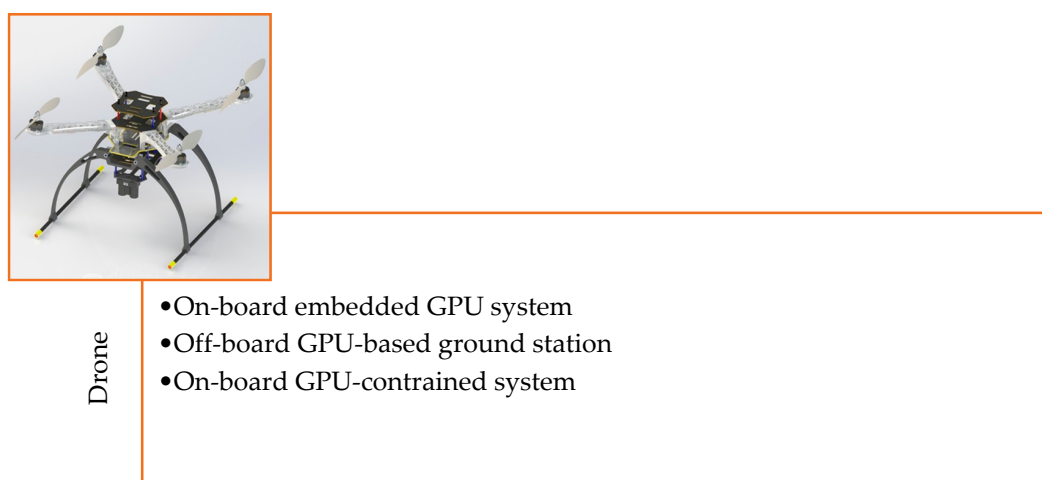 •On-board embedded GPU system
•Off-board GPU-based ground station
•On-board GPU-contrained system
Drone